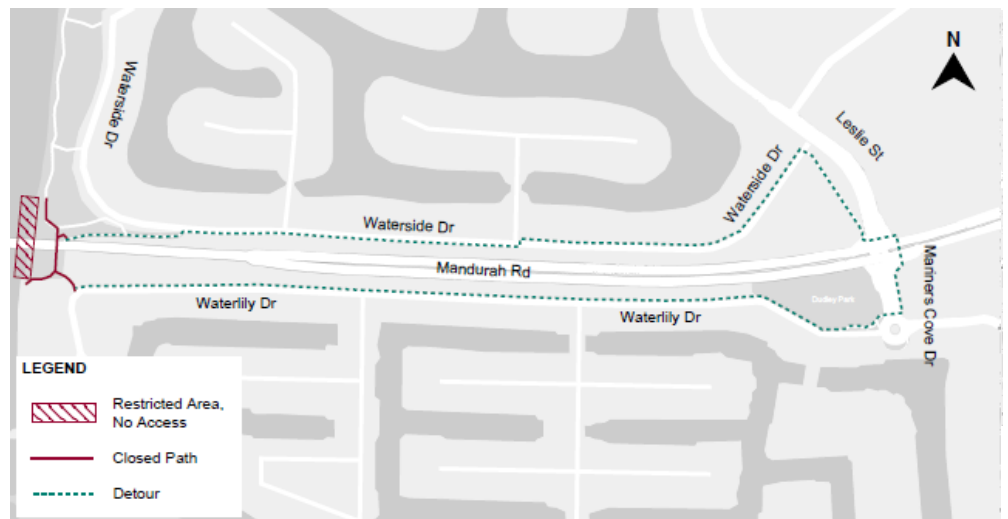 N
Waterside Dr
Leslie St
Waterside Dr
Waterside Dr
Mandurah Rd
Mariners Cove Dr
Dudley Park
Waterlily Dr
Waterlily Dr
LEGEND
Restricted Area,
No Access
Closed Path
Detour